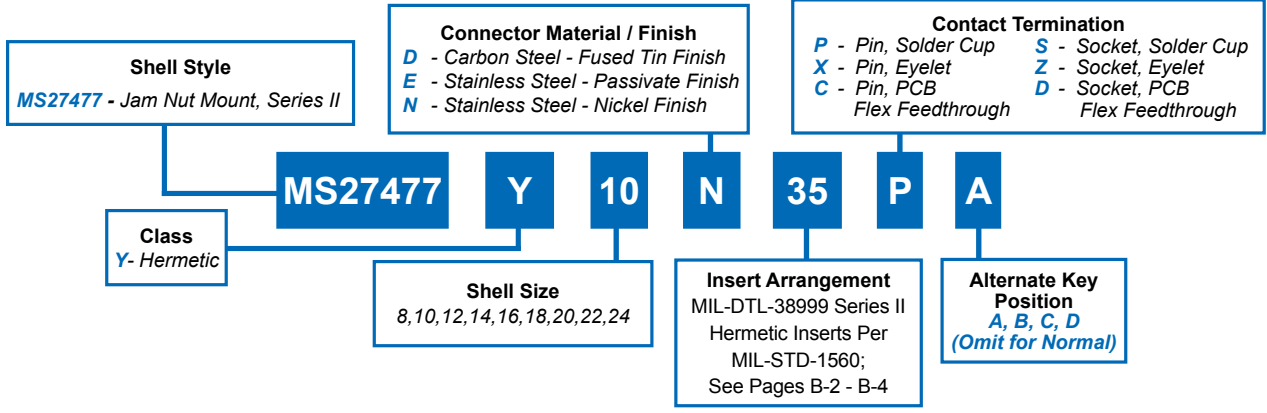 Shell Style
MS27477 - Jam Nut Mount, Series II
Connector Material / Finish
D - Carbon Steel - Fused Tin Finish
E - Stainless Steel - Passivate Finish
N - Stainless Steel - Nickel Finish
Contact Termination
P - Pin, Solder Cup
X - Pin, Eyelet
C - Pin, PCB
Flex Feedthrough
S - Socket, Solder Cup
Z - Socket, Eyelet
D - Socket, PCB
Flex Feedthrough
MS27477 Y 10 N 35 P A
Class
Y- Hermetic
Shell Size
8,10,12,14,16,18,20,22,24
Insert Arrangement
MIL-DTL-38999 Series II
Hermetic Inserts Per
MIL-STD-1560;
See Pages B-2 - B-4
Alternate Key
Position
A, B, C, D
(Omit for Normal)